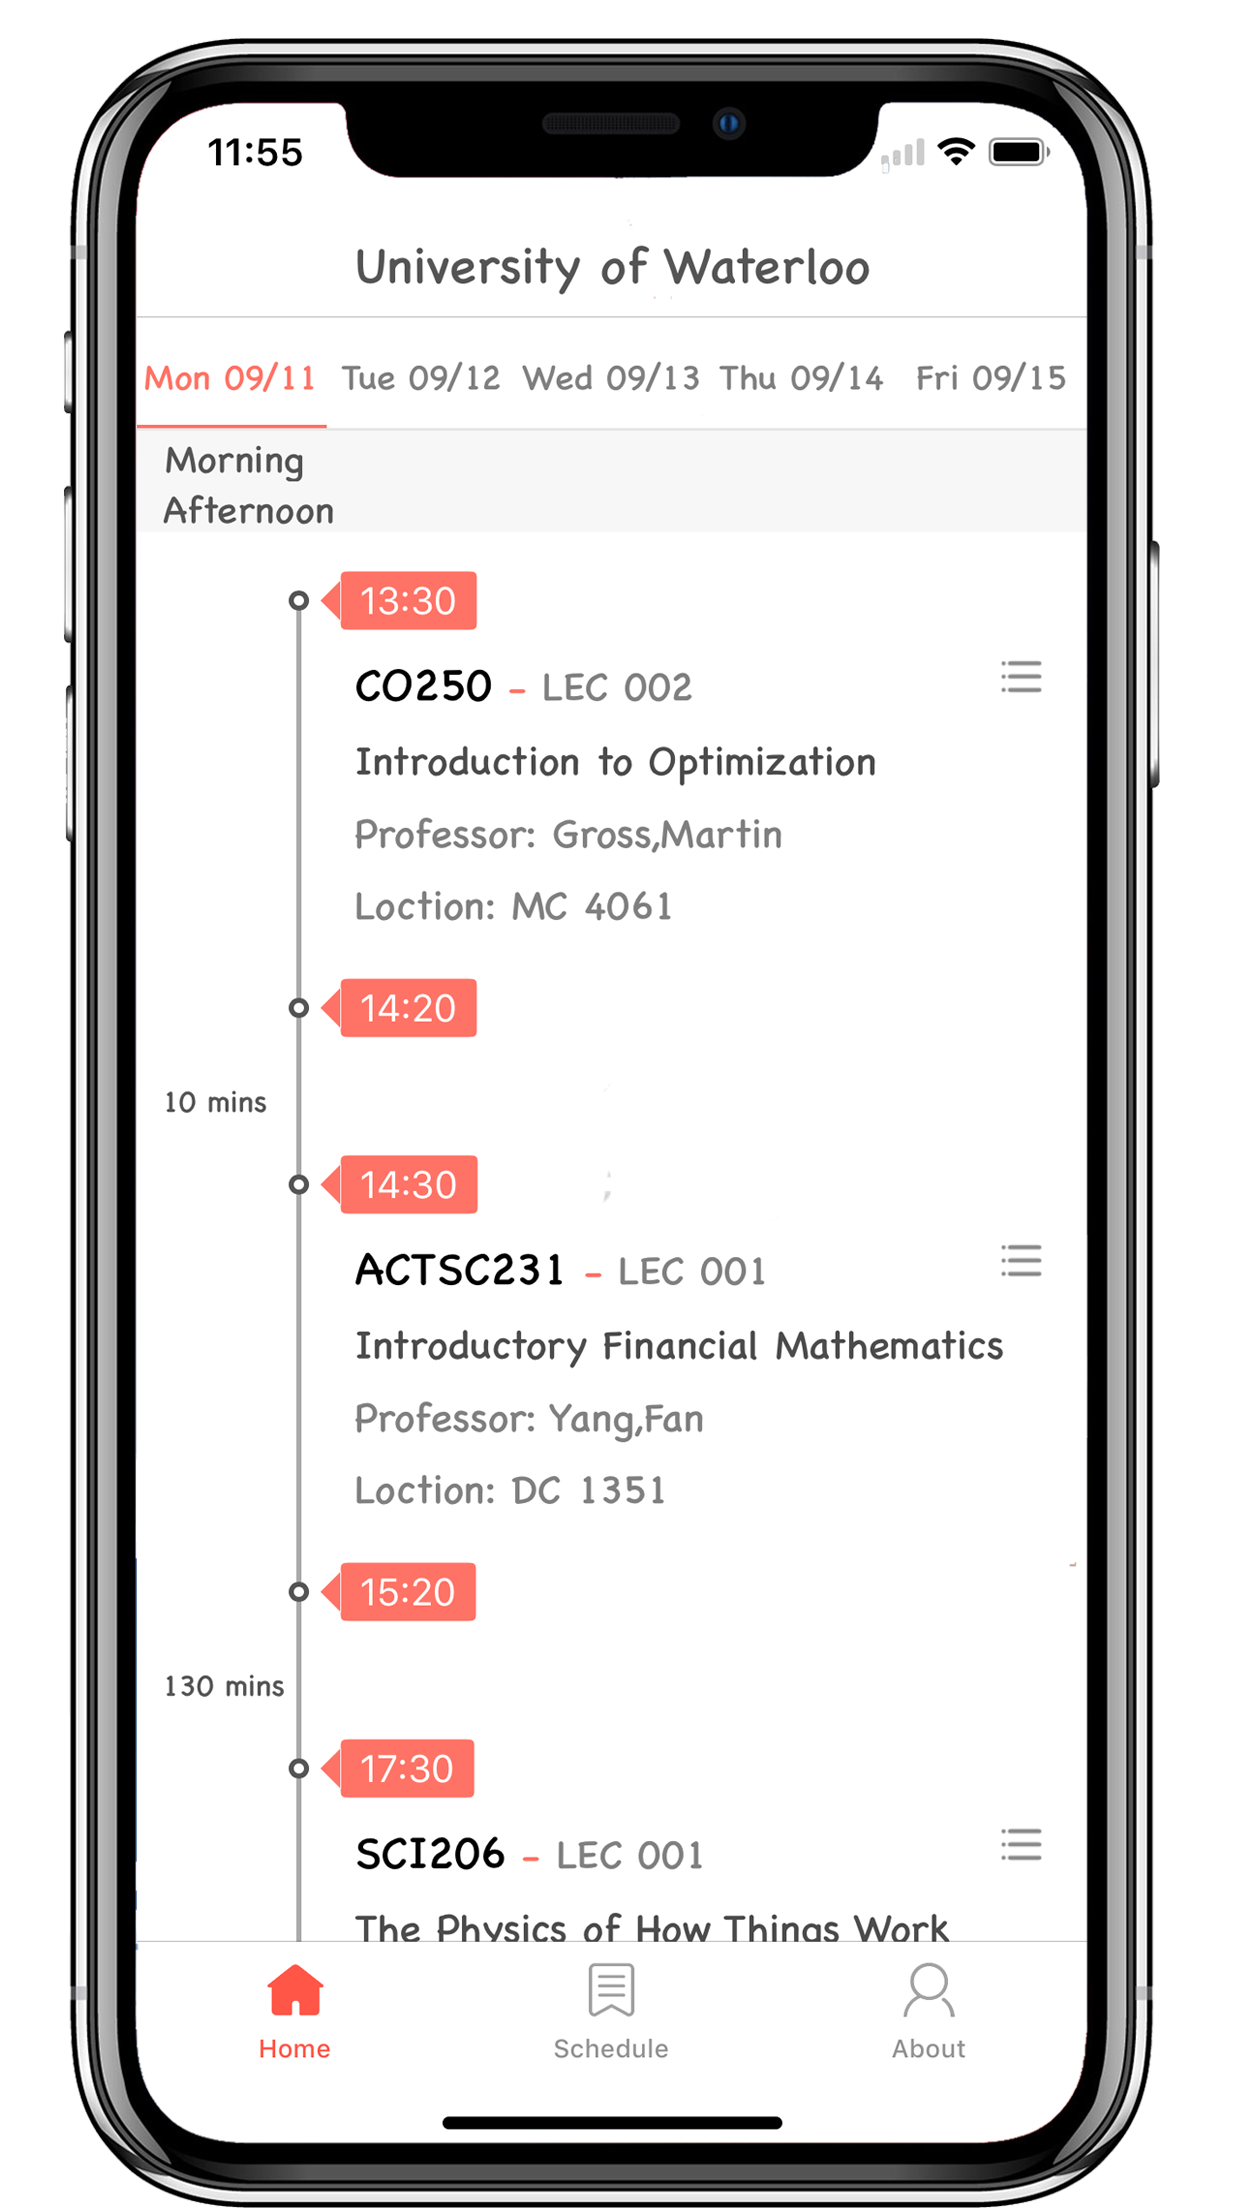 11:55
University of Waterloo
Mon 09/11 Tue 09/12 Wed 09/13 Thu 09/14 Fri 09/15
Morning
Afternoon
13:30
CO250 - LEC 002
Introduction to Optimization
Professor: Gross,Martin
Loction: MC 4061
14:20
10 mins
14:30
ACTSC231 - LEC 001
Introductory Financial Mathematics
Professor: Yang,Fan
Loction: DC 1351
15:20
130 mins
17:30
SCI206 - LEC 001
The Physics of How Things Work
Home Schedule About